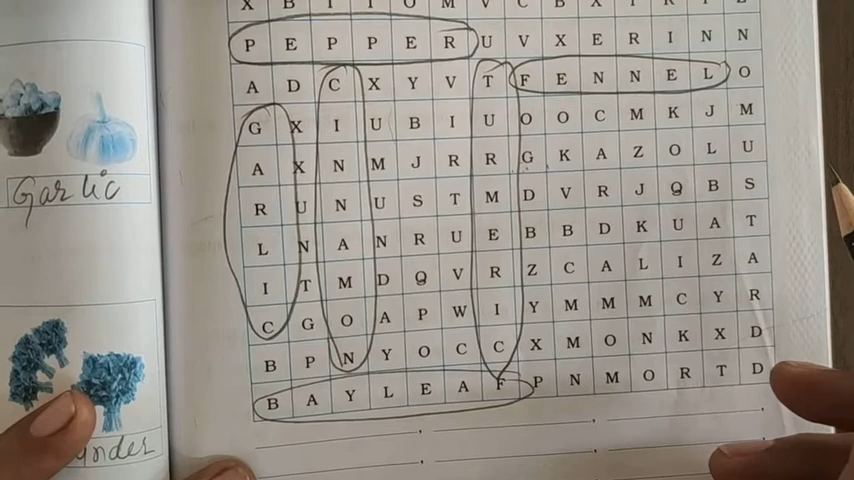 X B I I O M V C B X I R I E
P E P P E R U V X E R I N N
A D C X Y V T F E N N E L O
G X I U B I U O O C M K J M
A X N M J R R G K A Z O L U
R U N U S T M D V R J Q B S
L N A N R U E B B D K U A T
I T M D Q V R Z C A L I Z A
C G O A P W I Y M M M C Y R
B P N Y O C C X M O N K X D
B A Y L E A F P N M O R T D
Garlic